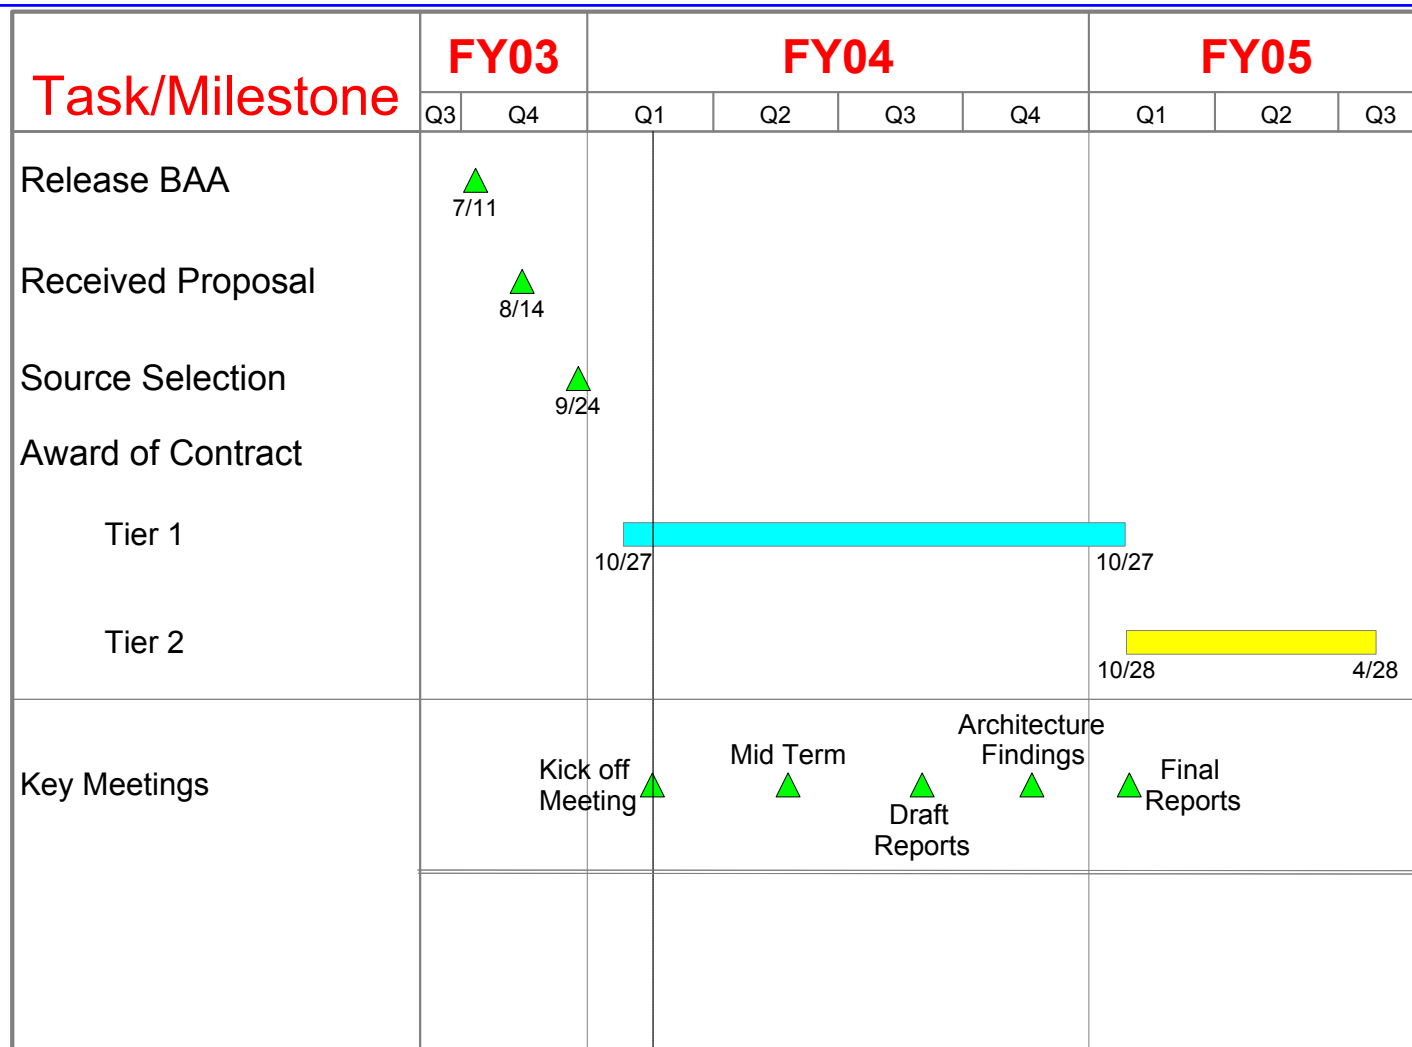 Task/Milestone
FY03
FY04
FY05
Q3
Q4
Q1
Q2
Q3
Q4
Q1
Q2
Q3
Release BAA
7/11
Received Proposal
8/14
Source Selection
9/24
Award of Contract
Tier 1
10/27
10/27
Tier 2
10/28
4/28
Key Meetings
Kick off
Meeting
Mid Term
Draft
Reports
Architecture
Findings
Final
Reports